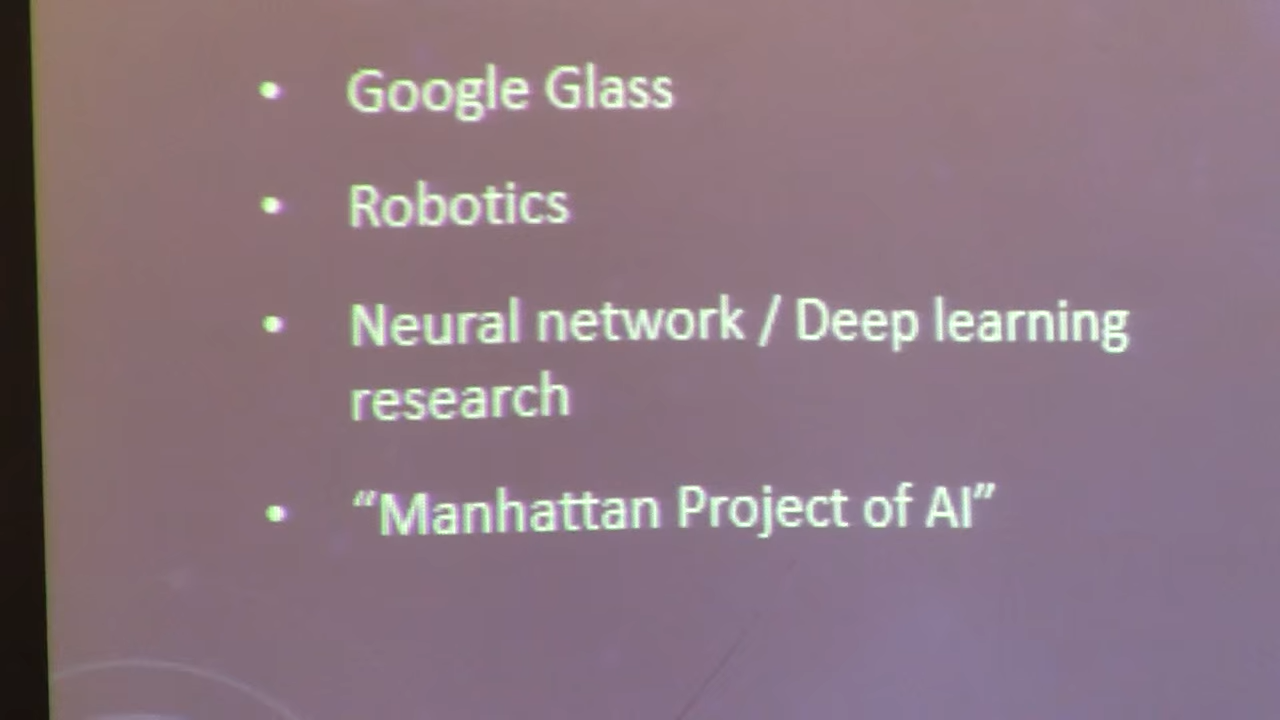 • Google Glass
• Robotics
• Neural network / Deep learning
research
• “Manhattan Project of AI”